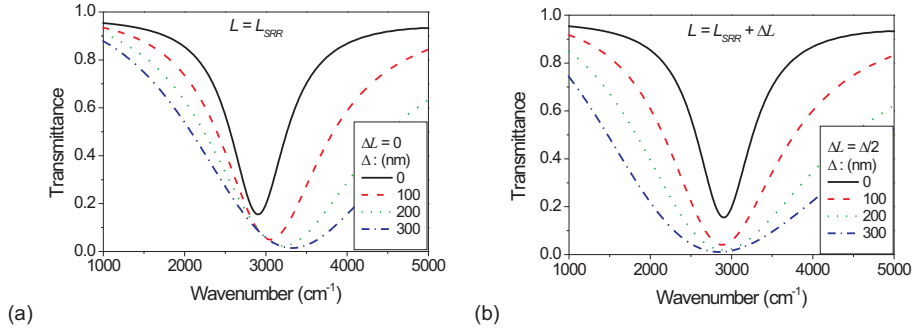 L = L_SRR
1.0
0.8
0.6
0.4
0.2
0.0
Transmittance
ΔL = 0
Δ : (nm)
0
100
200
300
1000 2000 3000 4000 5000
Wavenumber (cm⁻¹)
(a)
L = L_SRR + ΔL
1.0
0.8
0.6
0.4
0.2
0.0
Transmittance
ΔL = Δ/2
Δ : (nm)
0
100
200
300
1000 2000 3000 4000 5000
Wavenumber (cm⁻¹)
(b)